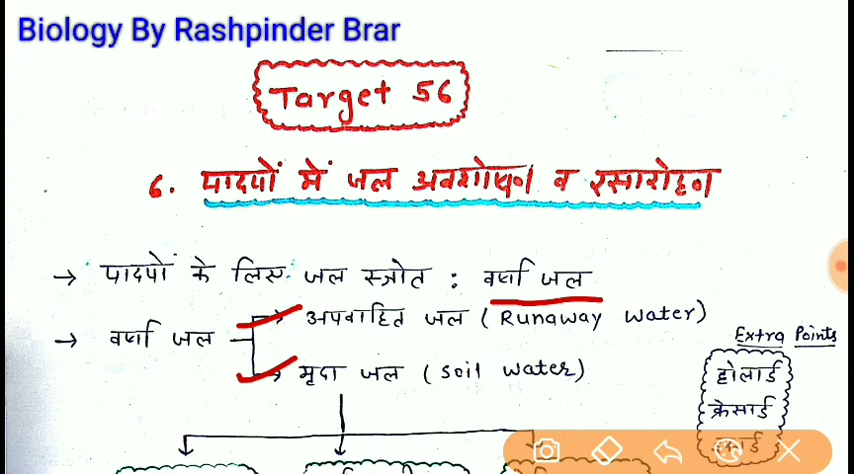 Biology By Rashpinder Brar
Target 56
6. पादपों में जल अवशोषण व रसारोहण
→ पादपों के लिए जल स्त्रोत : वर्षा जल
→ वर्षा जल → अपवाहित जल (Runaway water)
→ मृदा जल (soil water)
Extra Points
होलार्ड
क्रेसार्ड